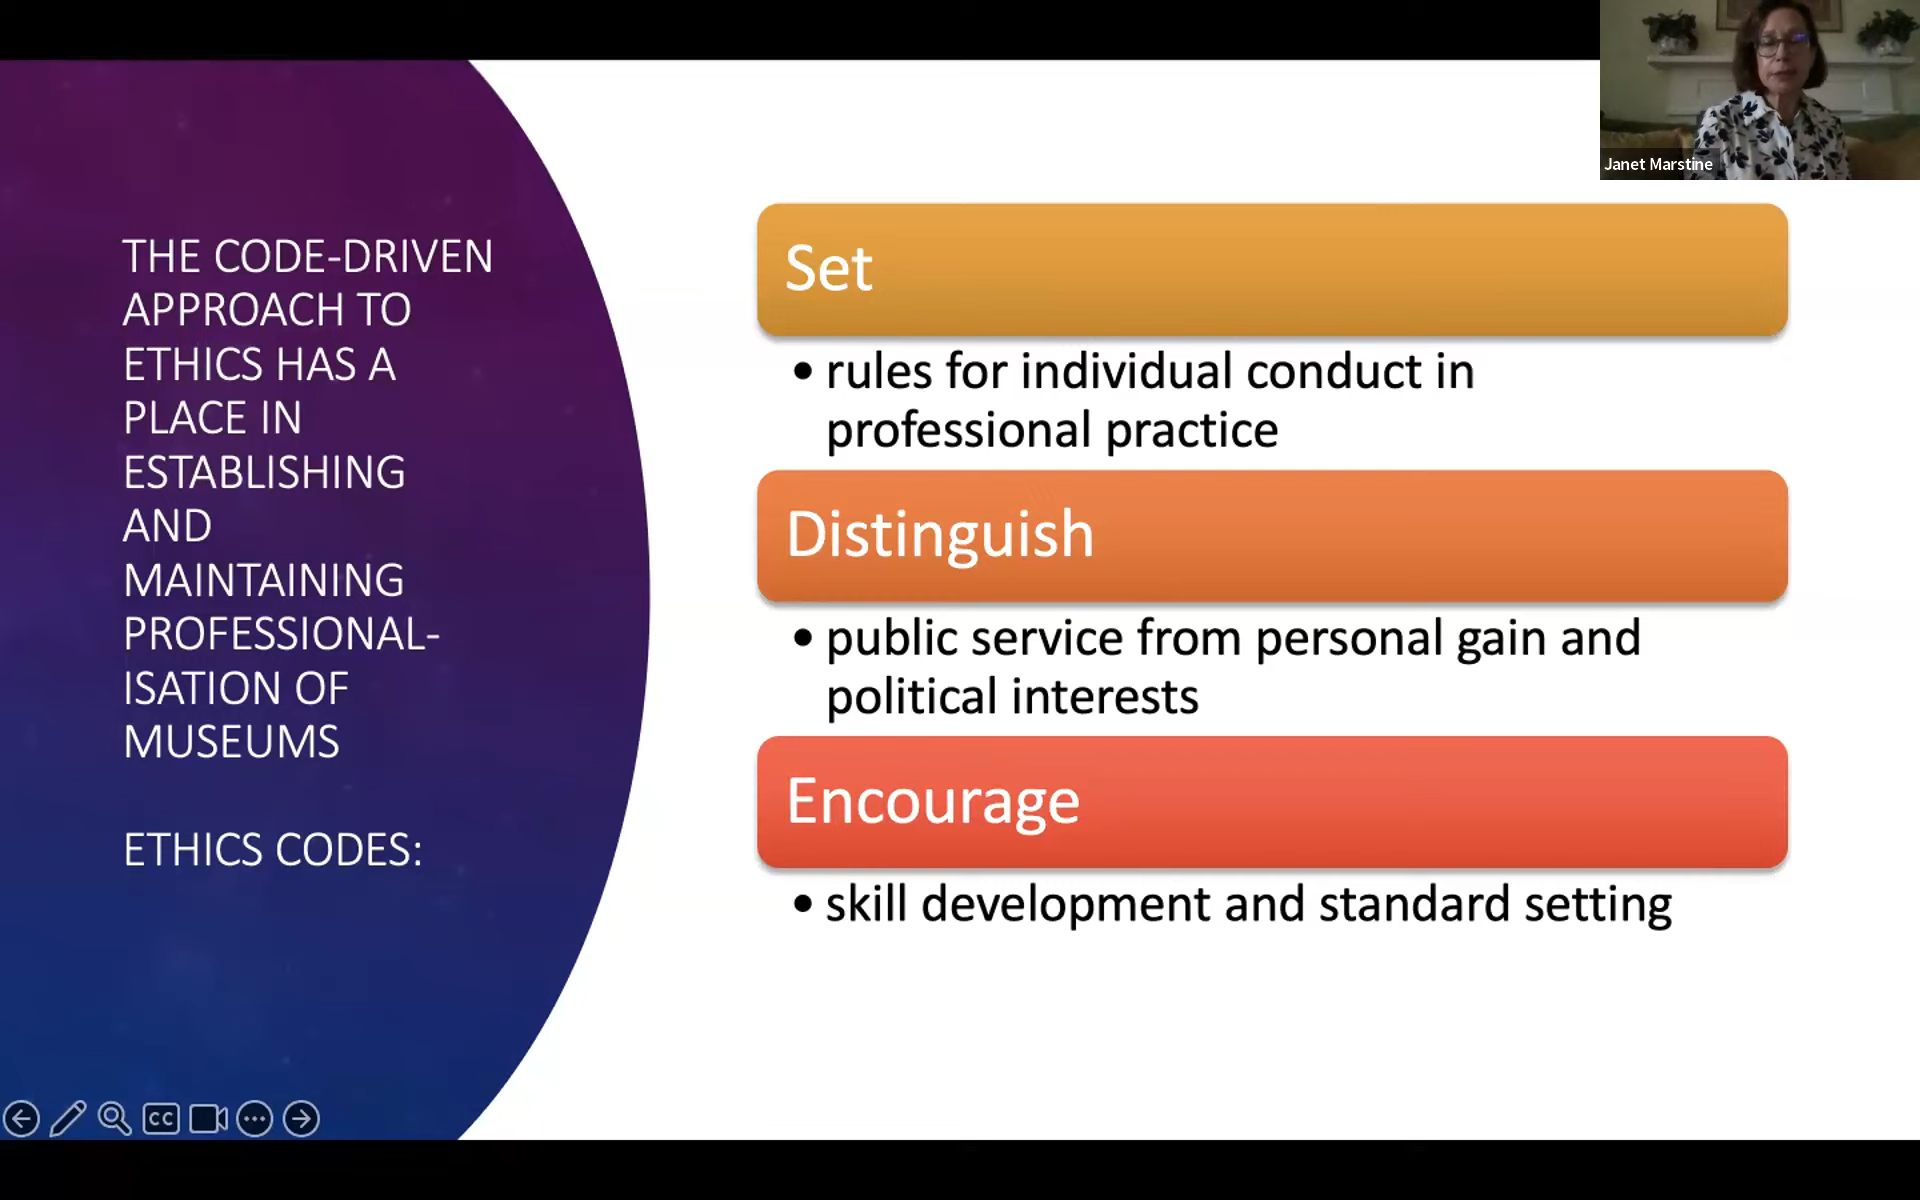 Janet Marstine
THE CODE-DRIVEN
APPROACH TO
ETHICS HAS A
PLACE IN
ESTABLISHING
AND
MAINTAINING
PROFESSIONAL-
ISATION OF
MUSEUMS
ETHICS CODES:
Set
• rules for individual conduct in
professional practice
Distinguish
• public service from personal gain and
political interests
Encourage
• skill development and standard setting
CC